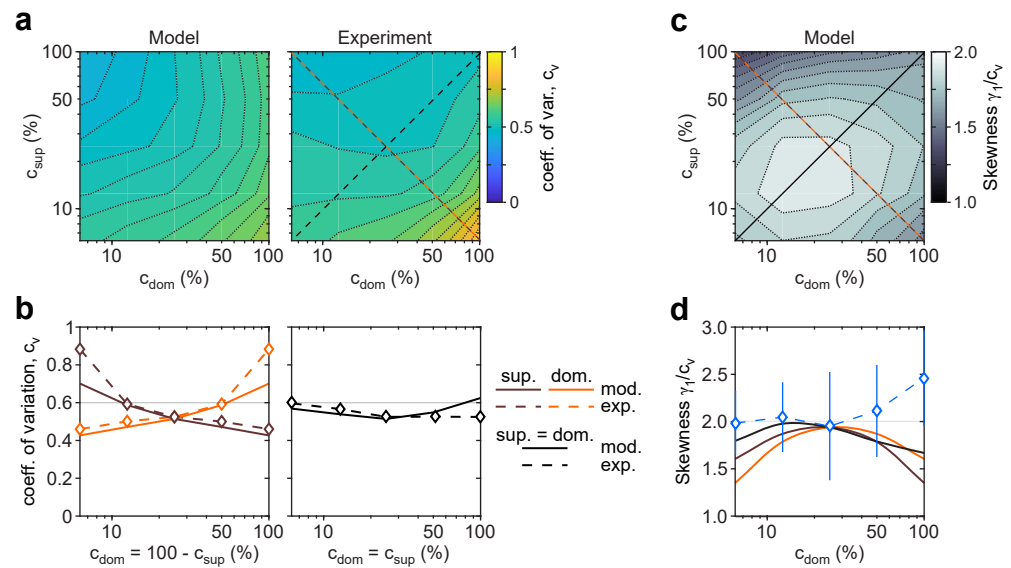 a
Model
Experiment
100
50
10
c_sup (%)
10
50
100
c_dom (%)
10
50
100
c_dom (%)
1
0.5
0
coeff. of var., c_v
c
Model
100
50
10
c_sup (%)
10
50
100
c_dom (%)
2.0
1.5
1.0
Skewness γ_1/c_v
b
1
0.8
0.6
0.4
0.2
0
coeff. of variation, c_v
10
50
100
c_dom = 100 - c_sup (%)
10
50
100
c_dom = c_sup (%)
sup. dom.
mod.
exp.
sup. = dom.
mod.
exp.
d
3.0
2.5
2.0
1.5
1.0
Skewness γ_1/c_v
10
50
100
c_dom (%)